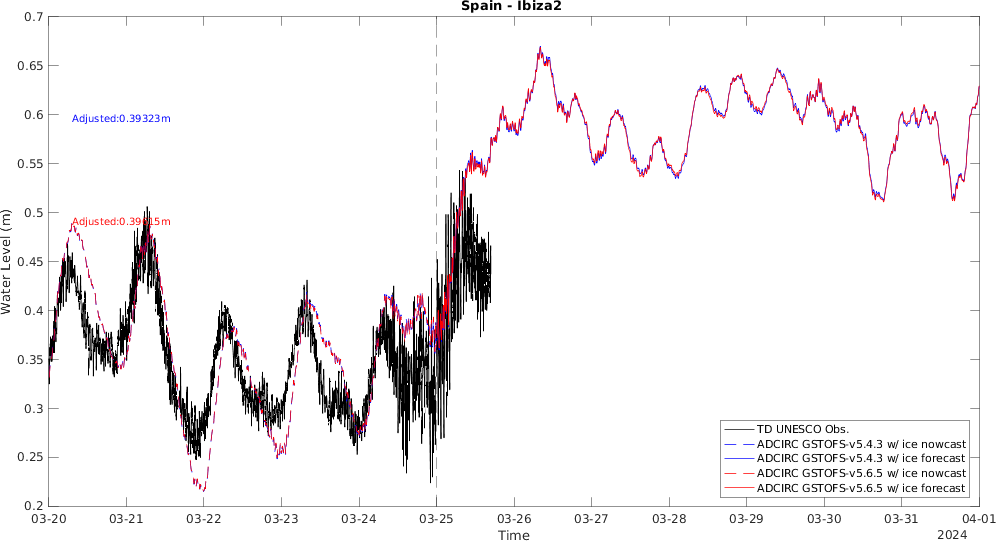 Spain - Ibiza2
0.7
0.65
0.6
0.55
0.5
0.45
0.4
0.35
0.3
0.25
0.2
Water Level (m)
Adjusted:0.39323m
TD UNESCO Obs.
ADCIRC GSTOFS-v5.4.3 w/ ice nowcast
ADCIRC GSTOFS-v5.4.3 w/ ice forecast
ADCIRC GSTOFS-v5.6.5 w/ ice nowcast
ADCIRC GSTOFS-v5.6.5 w/ ice forecast
03-20 03-21 03-22 03-23 03-24 03-25 03-26 03-27 03-28 03-29 03-30 03-31 04-01
Time
2024